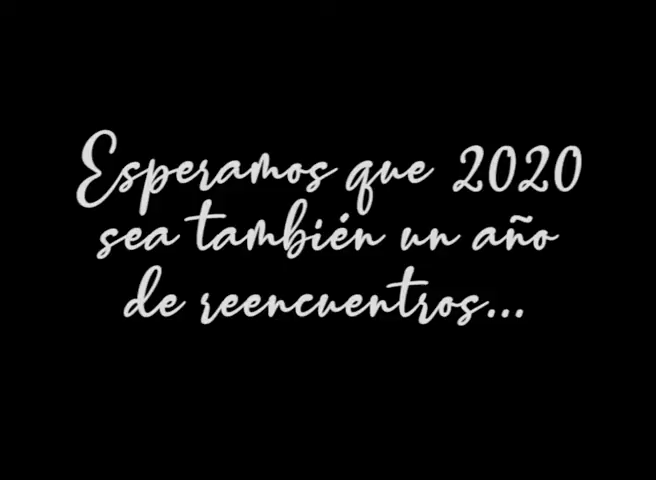 Esperamos que 2020
sea también un año
de reencuentros...